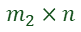 m₂ × n